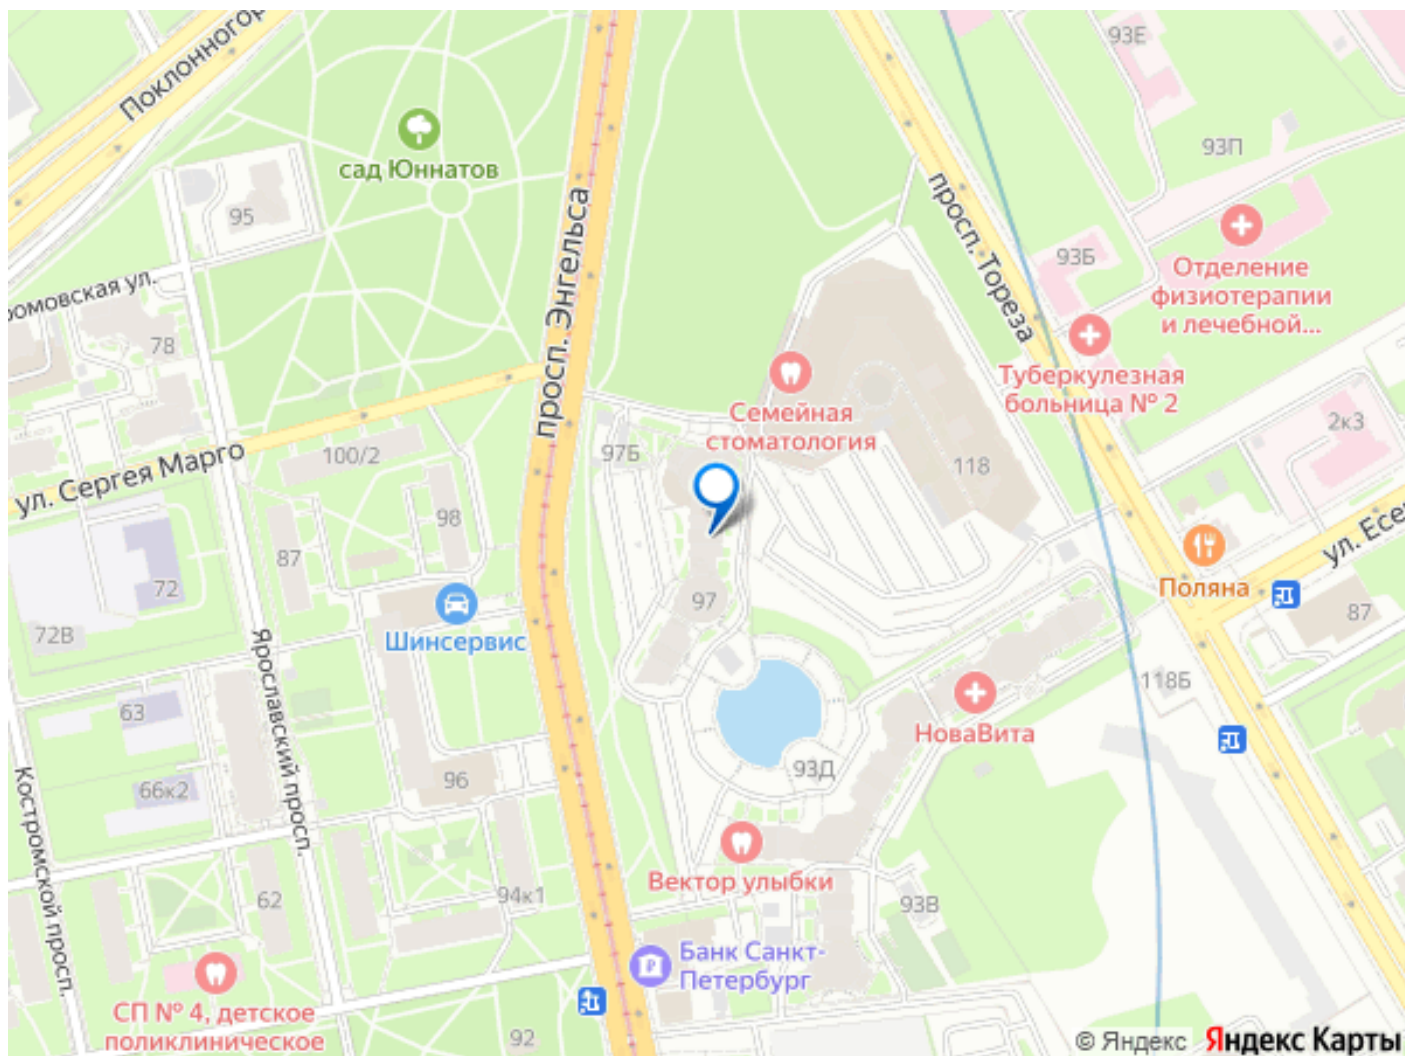 93Е
Поклонногор
93П
сад Юннатов
просп. Тореза
95
просп. Энгельса
93Б
Отделение
физиотерапии
и лечебной...
ромовская ул.
78
Туберкулезная
больница № 2
Семейная
стоматология
2к3
97Б
100/2
118
ул. Сергея Марго
98
ул. Есе
87
72
Поляна
97
87
72В
Шинсервис
Ярославский просп.
118Б
63
НоваВита
93Д
96
66к2
Костромской просп.
Вектор улыбки
94к1
62
93В
Банк Санкт-
Петербург
СП № 4, детское
поликлиническое
92
© Яндекс Яндекс Карты